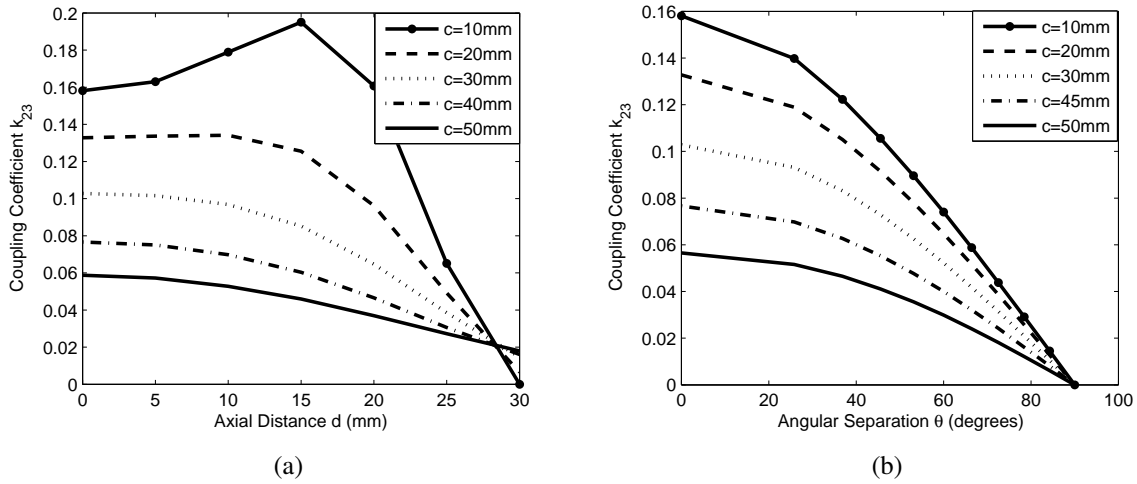 0.2
0.18
0.16
0.14
0.12
0.1
0.08
0.06
0.04
0.02
0
Coupling Coefficient k23
0 5 10 15 20 25 30
Axial Distance d (mm)
c=10mm
c=20mm
c=30mm
c=40mm
c=50mm
(a)
0.16
0.14
0.12
0.1
0.08
0.06
0.04
0.02
0
Coupling Coefficient k23
0 20 40 60 80 100
Angular Separation θ (degrees)
c=10mm
c=20mm
c=30mm
c=45mm
c=50mm
(b)